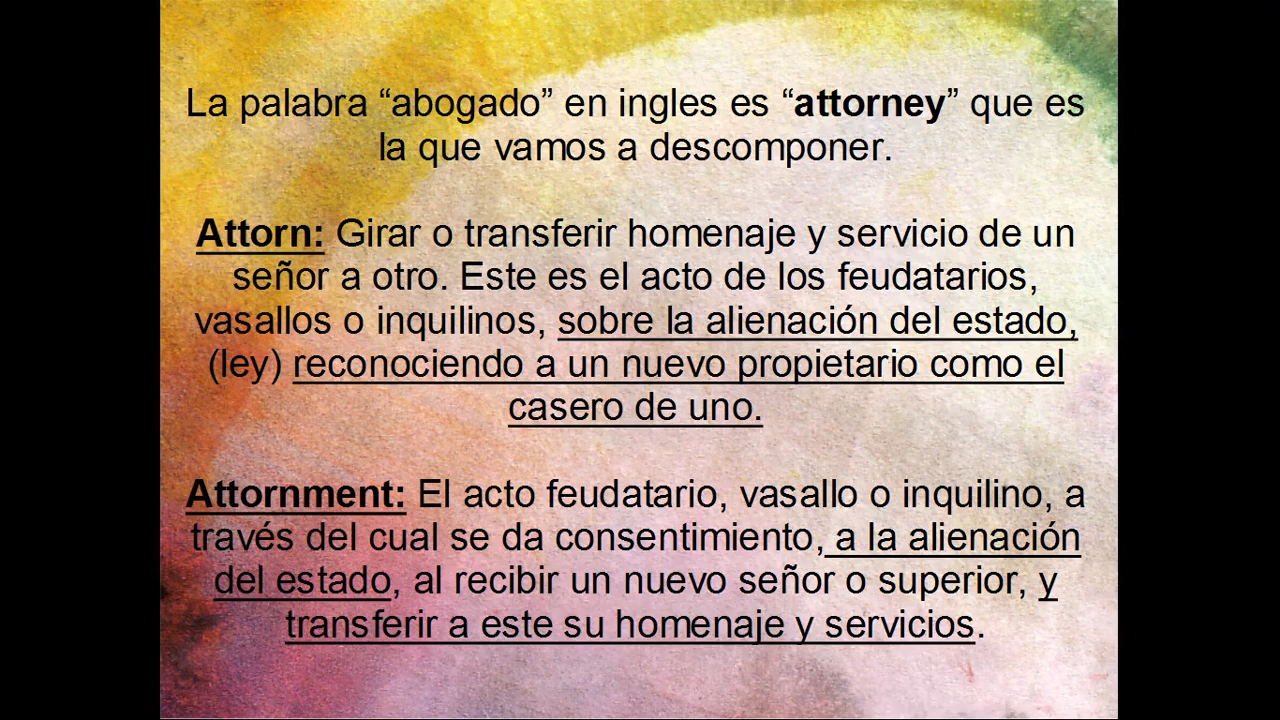 La palabra “abogado” en ingles es “attorney” que es
la que vamos a descomponer.
Attorn: Girar o transferir homenaje y servicio de un
señor a otro. Este es el acto de los feudatarios,
vasallos o inquilinos, sobre la alienación del estado,
(ley) reconociendo a un nuevo propietario como el
casero de uno.
Attornment: El acto feudatario, vasallo o inquilino, a
través del cual se da consentimiento, a la alienación
del estado, al recibir un nuevo señor o superior, y
transferir a este su homenaje y servicios.